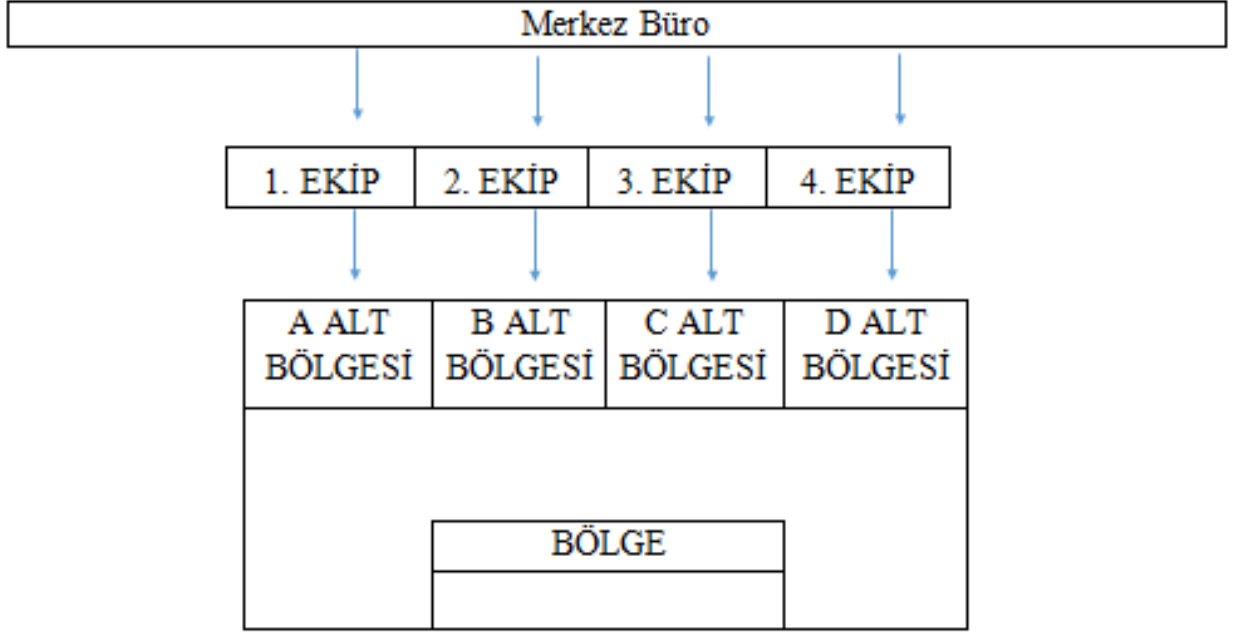 Merkez Büro
1. EKİP 2. EKİP 3. EKİP 4. EKİP
A ALT BÖLGESİ B ALT BÖLGESİ C ALT BÖLGESİ D ALT BÖLGESİ
BÖLGE